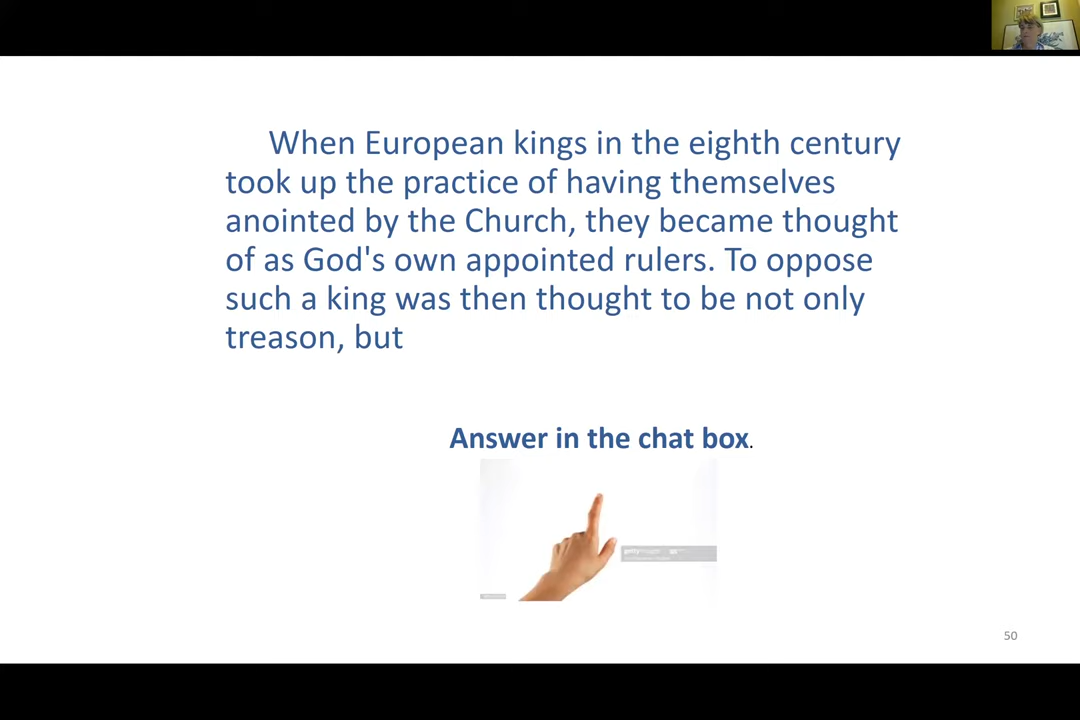 When European kings in the eighth century
took up the practice of having themselves
anointed by the Church, they became thought
of as God's own appointed rulers. To oppose
such a king was then thought to be not only
treason, but
Answer in the chat box.
gettyimages
50